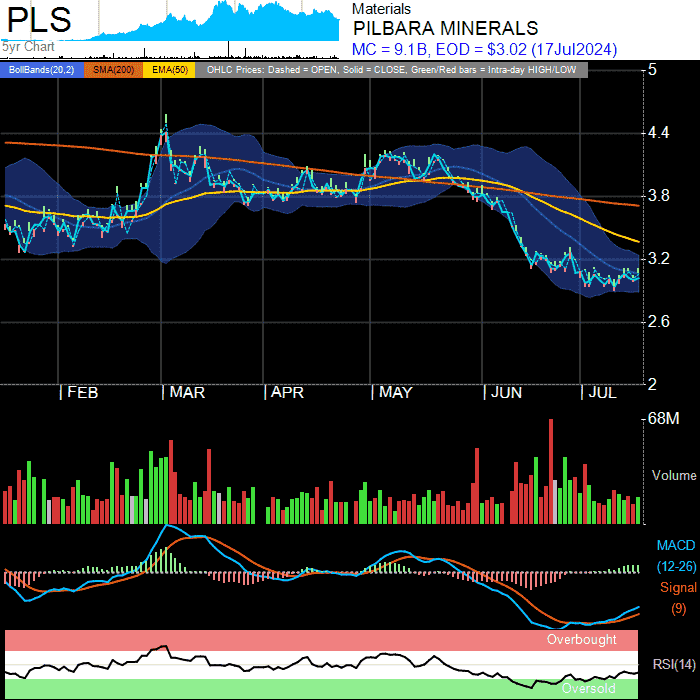 PLS
5yr Chart
Materials
PILBARA MINERALS
MC = 9.1B, EOD = $3.02 (17Jul2024)
BollBands(20,2) SMA(200) EMA(50) OHLC Prices: Dashed = OPEN, Solid = CLOSE, Green/Red bars = Intra-day HIGH/LOW
5
4.4
3.8
3.2
2.6
2
FEB MAR APR MAY JUN JUL
68M
Volume
MACD
(12-26)
Signal
(9)
Overbought
RSI(14)
Oversold